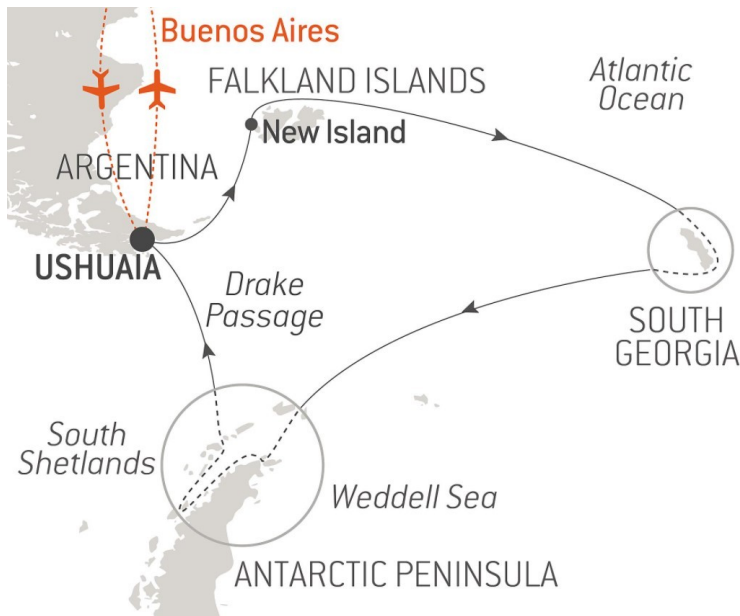 Buenos Aires
FALKLAND ISLANDS
Atlantic
Ocean
New Island
ARGENTINA
USHUAIA
Drake
Passage
SOUTH
GEORGIA
South
Shetlands
Weddell Sea
ANTARCTIC PENINSULA